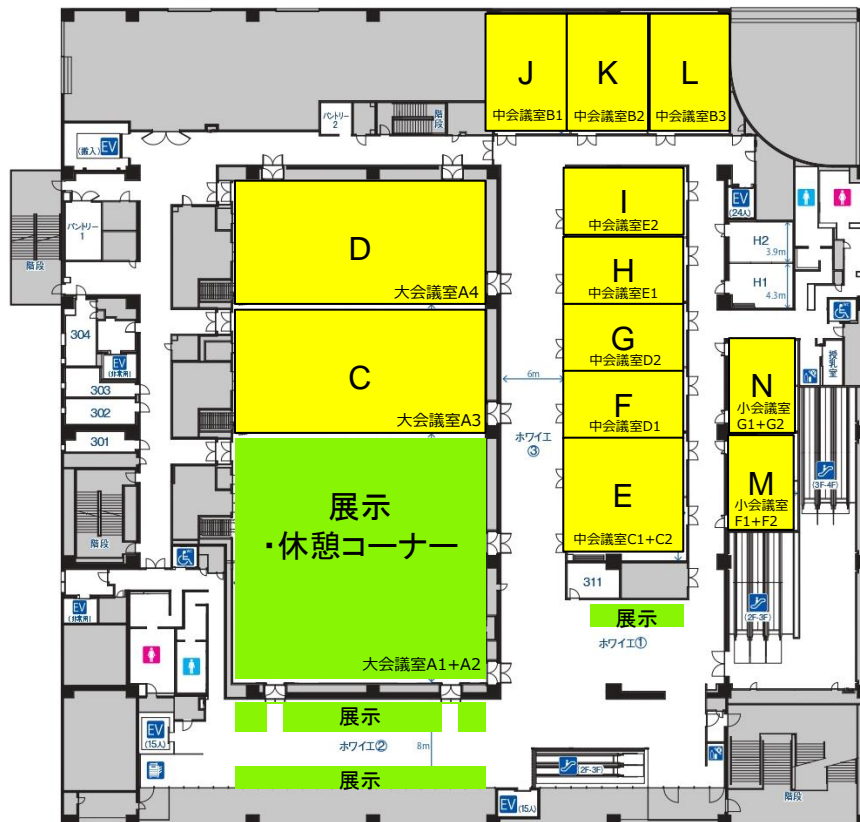 J
K
L
中会議室B1
中会議室B2
中会議室B3
パントリー
2
階段
(搬入)
EV
I
中会議室E2
EV
(24人)
パントリー
1
D
大会議室A4
H
中会議室E1
H2
3.9m
H1
4.3m
階段
304
EV
(非常用)
303
302
301
C
大会議室A3
6m
ホワイエ
③
G
中会議室D2
F
中会議室D1
N
小会議室
G1+G2
授乳室
(3F-4F)
展示
・休憩コーナー
大会議室A1+A2
E
中会議室C1+C2
M
小会議室
F1+F2
階段
311
(2F-3F)
EV
(非常用)
展示
ホワイエ①
展示
EV
(15人)
ホワイエ②
8m
展示
(2F-3F)
EV
(15人)
階段